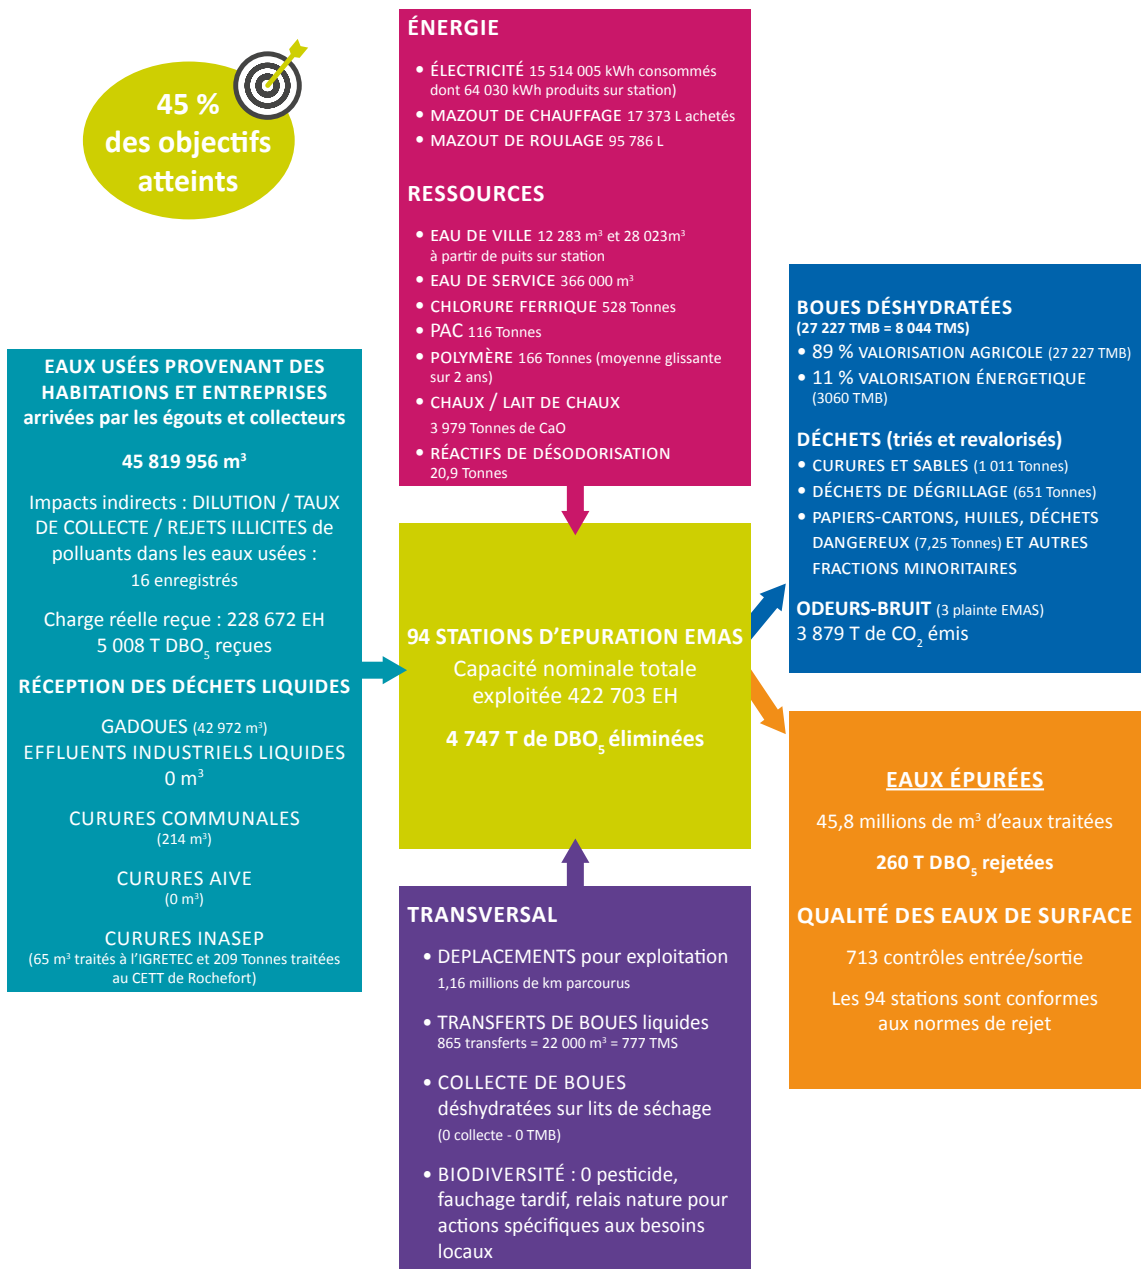 45 %
des objectifs
atteints
ÉNERGIE
• ÉLECTRICITÉ 15 514 005 kWh consommés
dont 64 030 kWh produits sur station)
• MAZOUT DE CHAUFFAGE 17 373 L achetés
• MAZOUT DE ROULAGE 95 786 L
RESSOURCES
• EAU DE VILLE 12 283 m³ et 28 023m³
à partir de puits sur station
• EAU DE SERVICE 366 000 m³
• CHLORURE FERRIQUE 528 Tonnes
• PAC 116 Tonnes
• POLYMÈRE 166 Tonnes (moyenne glissante
sur 2 ans)
• CHAUX / LAIT DE CHAUX
3 979 Tonnes de CaO
• RÉACTIFS DE DÉSODORISATION
20,9 Tonnes
EAUX USÉES PROVENANT DES
HABITATIONS ET ENTREPRISES
arrivées par les égouts et collecteurs
45 819 956 m³
Impacts indirects : DILUTION / TAUX
DE COLLECTE / REJETS ILLICITES de
polluants dans les eaux usées :
16 enregistrés
Charge réelle reçue : 228 672 EH
5 008 T DBO₅ reçues
RÉCEPTION DES DÉCHETS LIQUIDES
GADOUES (42 972 m³)
EFFLUENTS INDUSTRIELS LIQUIDES
0 m³
CURURES COMMUNALES
(214 m³)
CURURES AIVE
(0 m³)
CURURES INASEP
(65 m³ traités à l'IGRETEC et 209 Tonnes traitées
au CETT de Rochefort)
94 STATIONS D'EPURATION EMAS
Capacité nominale totale
exploitée 422 703 EH
4 747 T de DBO₅ éliminées
TRANSVERSAL
• DEPLACEMENTS pour exploitation
1,16 millions de km parcourus
• TRANSFERTS DE BOUES liquides
865 transferts = 22 000 m³ = 777 TMS
• COLLECTE DE BOUES
déshydratées sur lits de séchage
(0 collecte - 0 TMB)
• BIODIVERSITÉ : 0 pesticide,
fauchage tardif, relais nature pour
actions spécifiques aux besoins
locaux
BOUES DÉSHYDRATÉES
(27 227 TMB = 8 044 TMS)
• 89 % VALORISATION AGRICOLE (27 227 TMB)
• 11 % VALORISATION ÉNERGETIQUE
(3060 TMB)
DÉCHETS (triés et revalorisés)
• CURURES ET SABLES (1 011 Tonnes)
• DÉCHETS DE DÉGRILLAGE (651 Tonnes)
• PAPIERS-CARTONS, HUILES, DÉCHETS
DANGEREUX (7,25 Tonnes) ET AUTRES
FRACTIONS MINORITAIRES
ODEURS-BRUIT (3 plainte EMAS)
3 879 T de CO₂ émis
EAUX ÉPURÉES
45,8 millions de m³ d'eaux traitées
260 T DBO₅ rejetées
QUALITÉ DES EAUX DE SURFACE
713 contrôles entrée/sortie
Les 94 stations sont conformes
aux normes de rejet